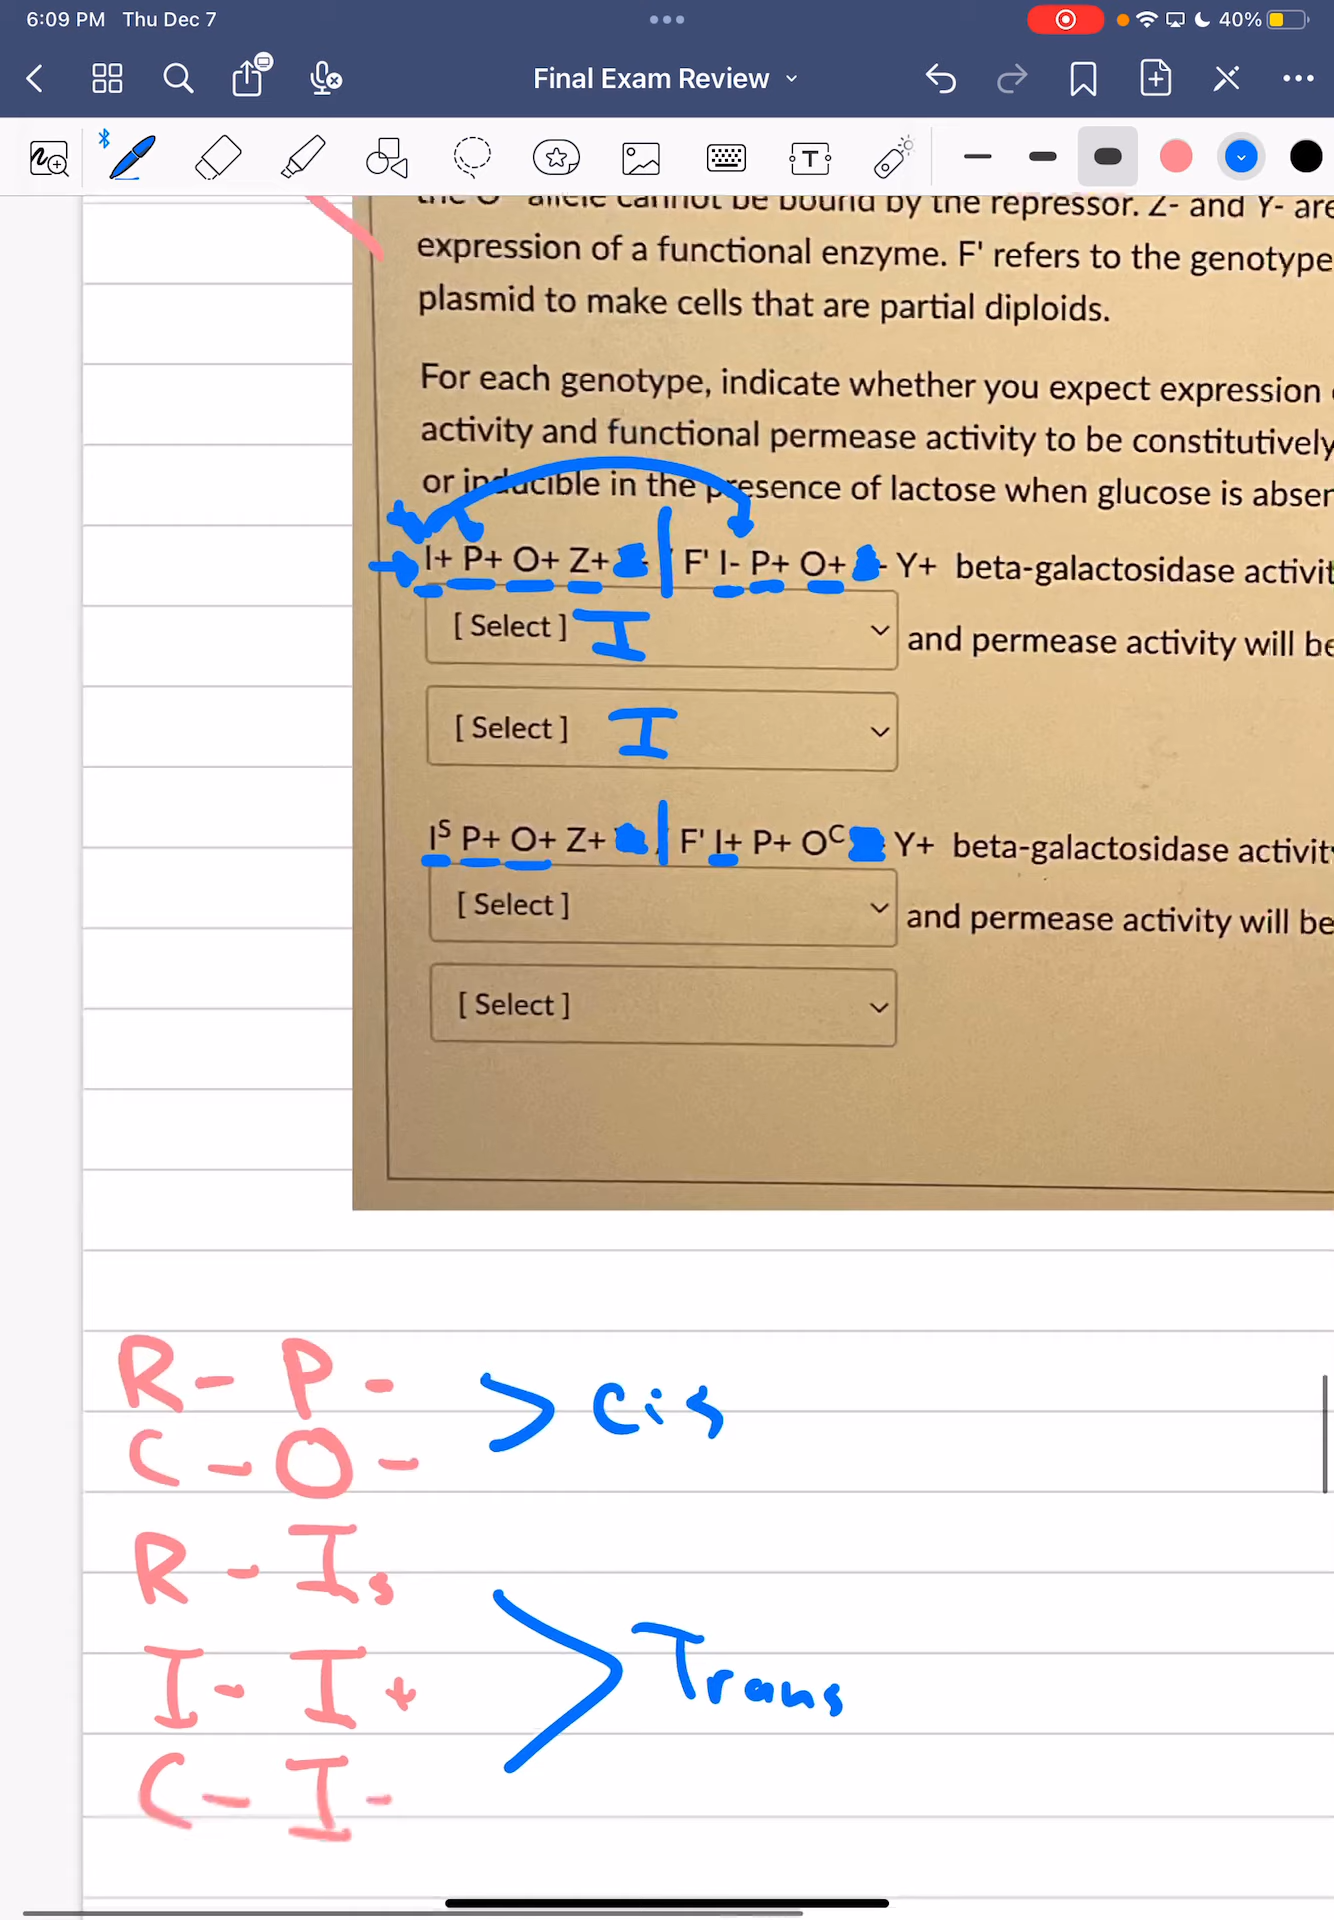 6:09 PM Thu Dec 7
40%
Final Exam Review
the O allele cannot be bound by the repressor. Z- and Y- are
expression of a functional enzyme. F' refers to the genotype
plasmid to make cells that are partial diploids.
For each genotype, indicate whether you expect expression
activity and functional permease activity to be constitutively
or inducible in the presence of lactose when glucose is absen
I+ P+ O+ Z+ F' I- P+ O+ - Y+ beta-galactosidase activit
[ Select ] I and permease activity will be
[ Select ] I
Iˢ P+ O+ Z+ F' I+ P+ Oᶜ Y+ beta-galactosidase activit
[ Select ] and permease activity will be
[ Select ]
R - P -
> cis
C - O -
R - Is
I - I +
> Trans
C - I -